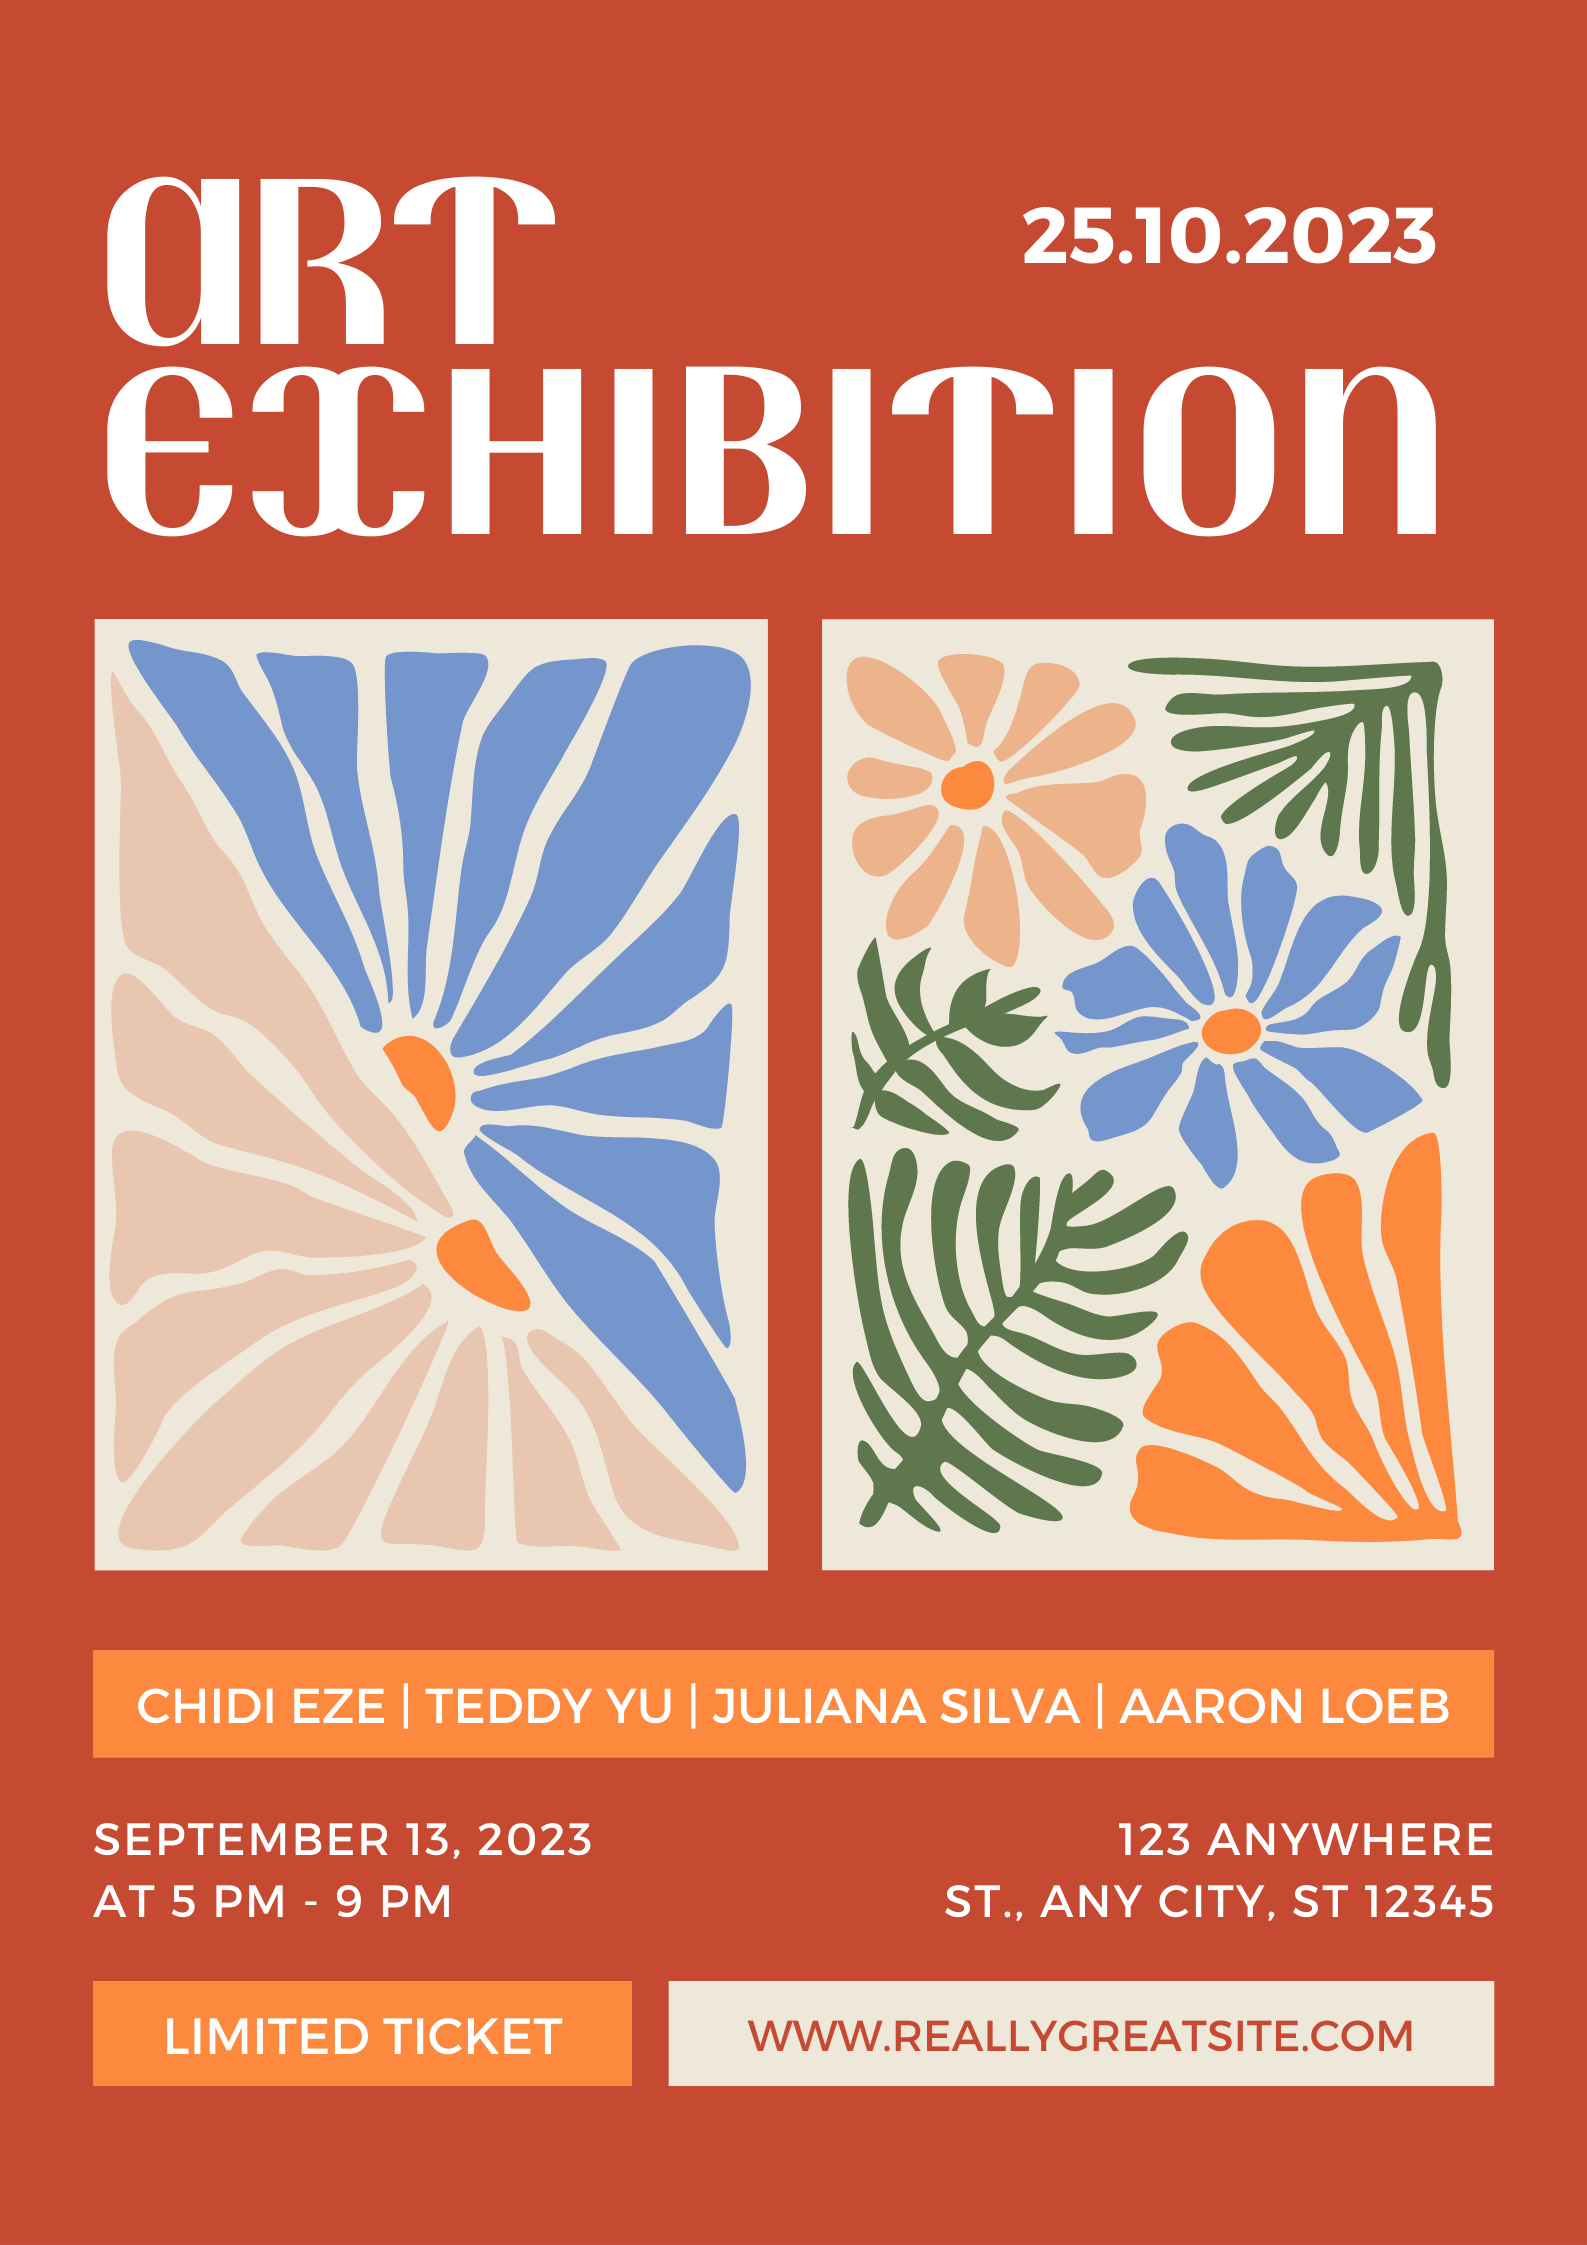 ART
25.10.2023
EXHIBITION
CHIDI EZE | TEDDY YU | JULIANA SILVA | AARON LOEB
SEPTEMBER 13, 2023
AT 5 PM - 9 PM
123 ANYWHERE
ST., ANY CITY, ST 12345
LIMITED TICKET
WWW.REALLYGREATSITE.COM